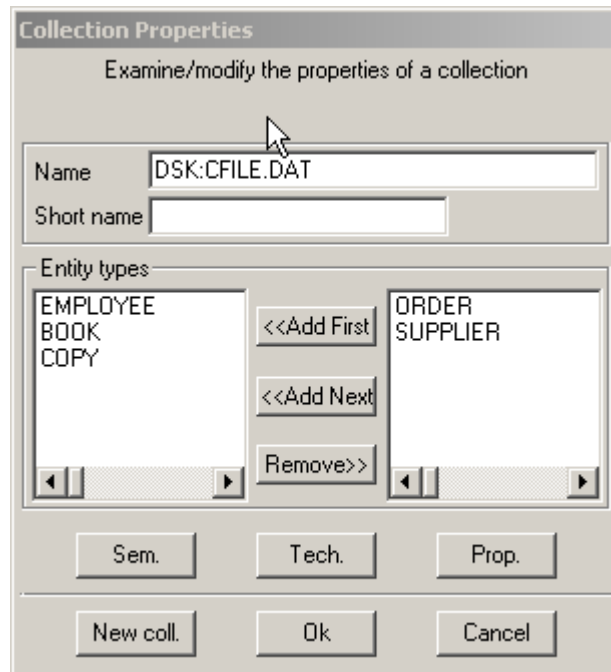 Collection Properties
Examine/modify the properties of a collection
Name DSK:CFILE.DAT
Short name
Entity types
EMPLOYEE
BOOK
COPY
<<Add First
<<Add Next
Remove>>
ORDER
SUPPLIER
Sem. Tech. Prop.
New coll. Ok Cancel